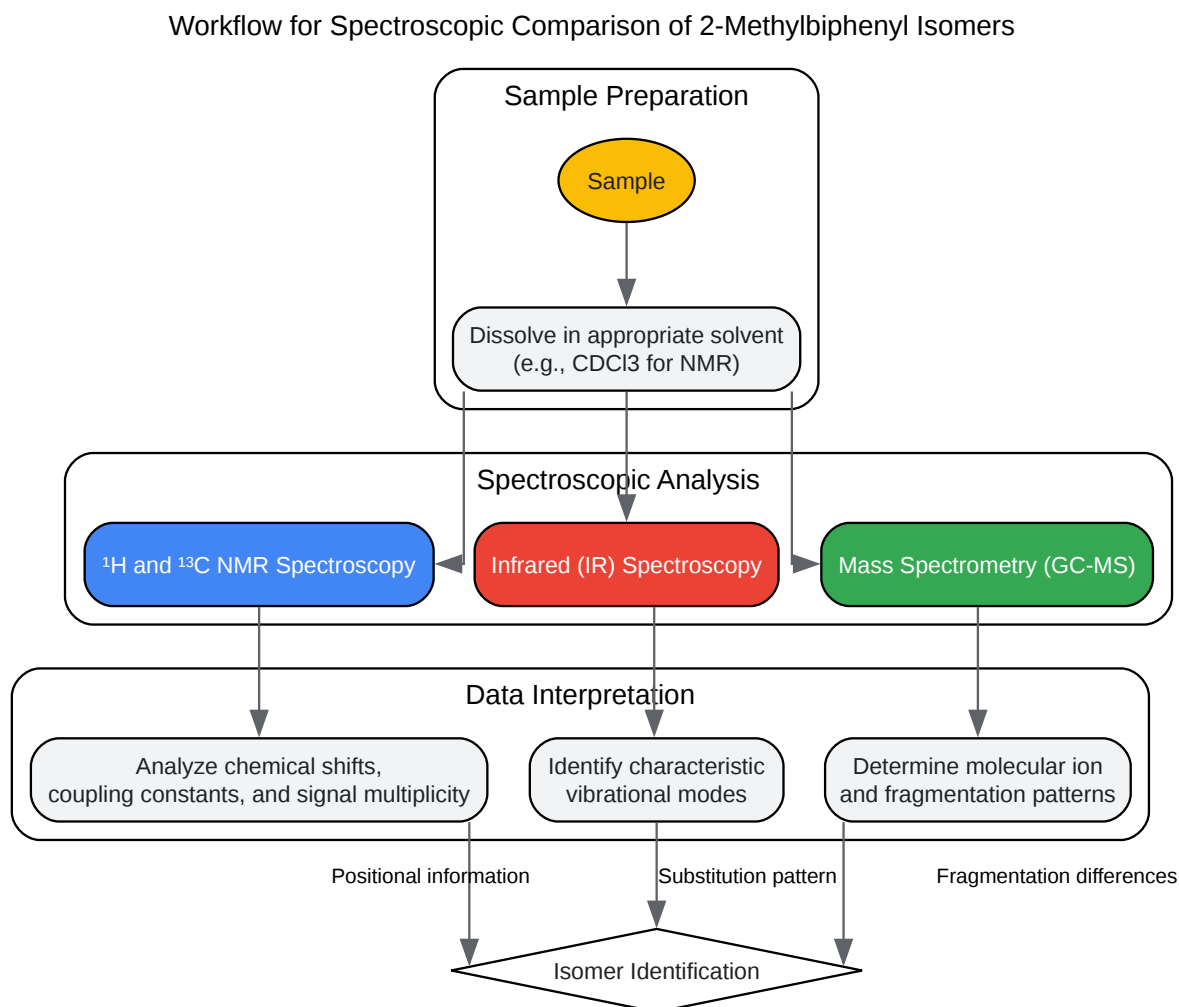 Workflow for Spectroscopic Comparison of 2-Methylbiphenyl Isomers
Sample Preparation
Sample
Dissolve in appropriate solvent
(e.g., CDCl3 for NMR)
Spectroscopic Analysis
¹H and ¹³C NMR Spectroscopy
Infrared (IR) Spectroscopy
Mass Spectrometry (GC-MS)
Data Interpretation
Analyze chemical shifts,
coupling constants, and signal multiplicity
Identify characteristic
vibrational modes
Determine molecular ion
and fragmentation patterns
Positional information
Substitution pattern
Fragmentation differences
Isomer Identification